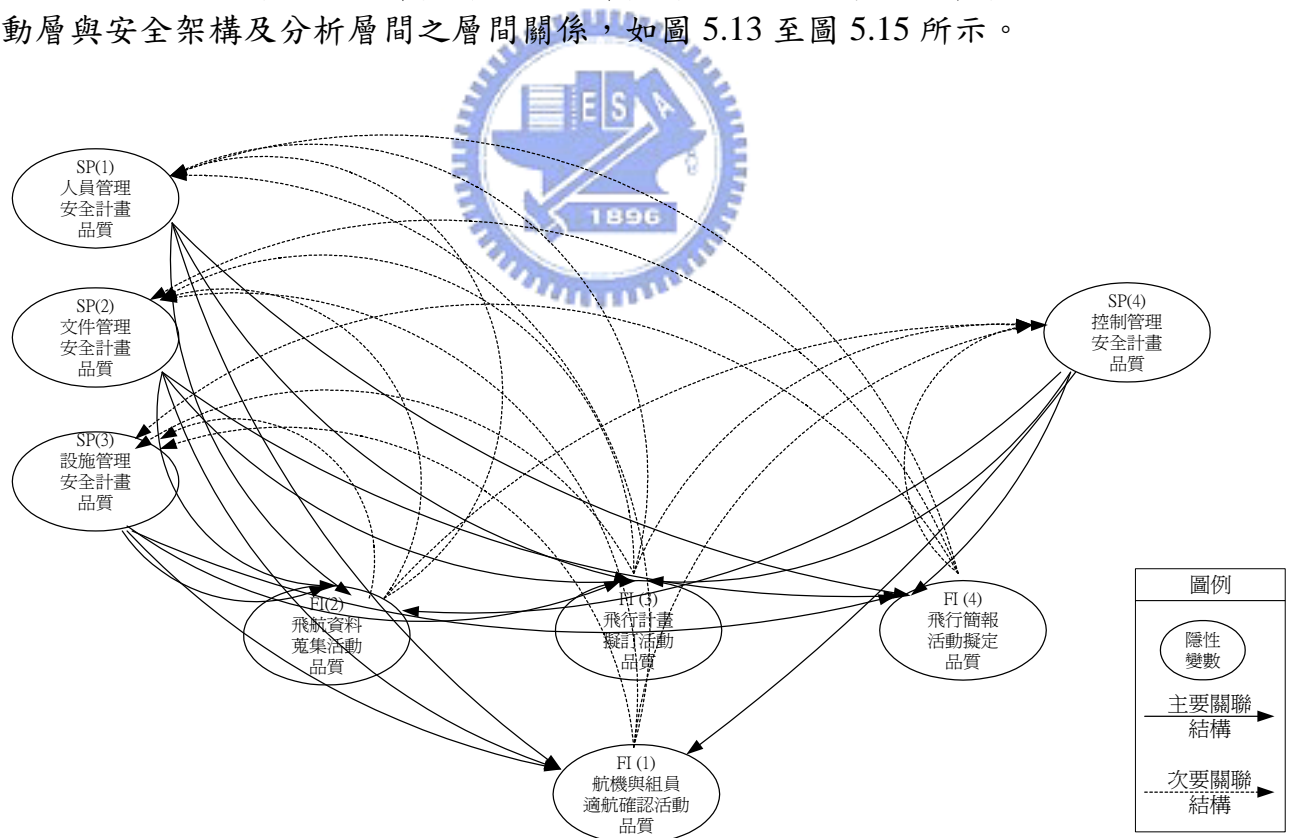 動層與安全架構及分析層間之層間關係，如圖 5.13 至圖 5.15 所示。
E S A
1896
SP(1)
人員管理
安全計畫
品質
SP(2)
文件管理
安全計畫
品質
SP(3)
設施管理
安全計畫
品質
SP(4)
控制管理
安全計畫
品質
FI(2)
飛航資料
蒐集活動
品質
FI (3)
飛行計畫
擬訂活動
品質
FI (4)
飛行簡報
活動擬定
品質
FI (1)
航機與組員
適航確認活動
品質
圖例
隱性
變數
主要關聯
結構
次要關聯
結構